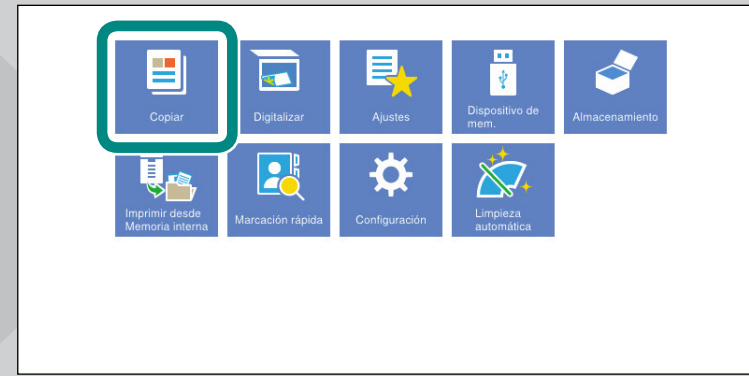 Copiar
Digitalizar
Ajustes
Dispositivo de
mem.
Almacenamiento
Imprimir desde
Memoria interna
Marcación rápida
Configuración
Limpieza
automática